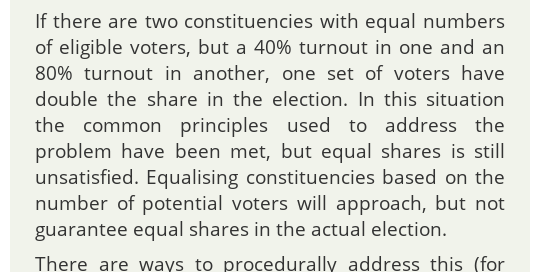 If there are two constituencies with equal numbers
of eligible voters, but a 40% turnout in one and an
80% turnout in another, one set of voters have
double the share in the election. In this situation
the common principles used to address the
problem have been met, but equal shares is still
unsatisfied. Equalising constituencies based on the
number of potential voters will approach, but not
guarantee equal shares in the actual election.
There are ways to procedurally address this (for